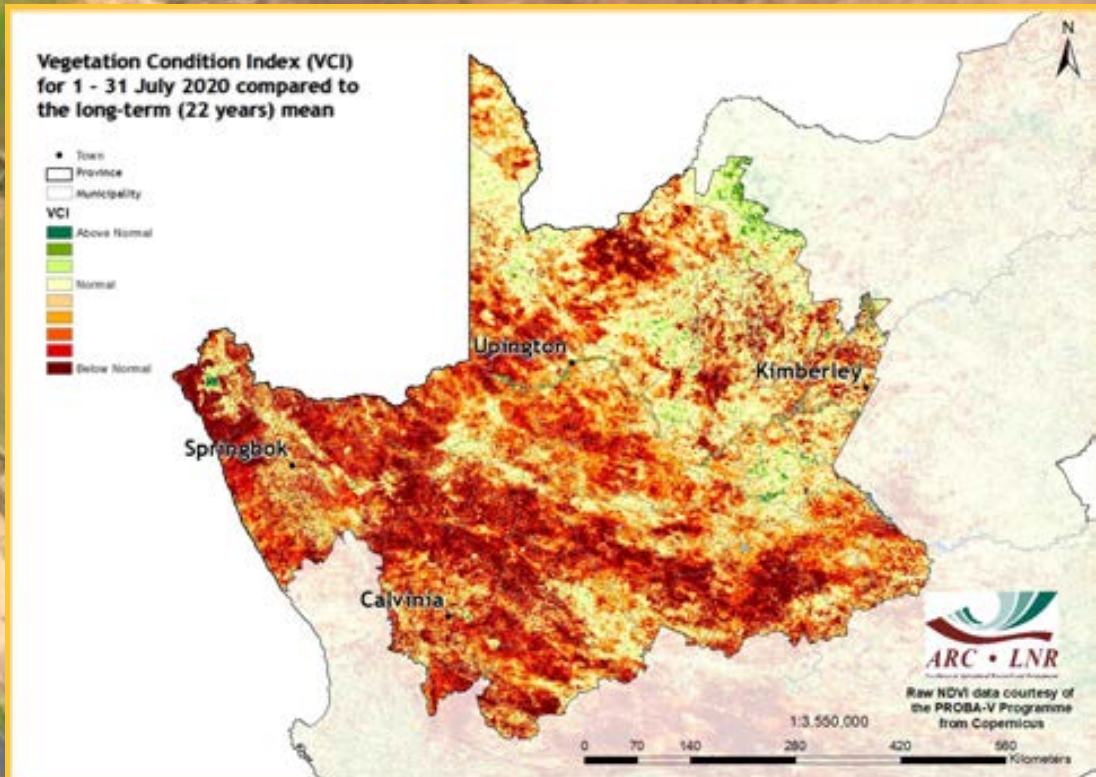 Vegetation Condition Index (VCI)
for 1 - 31 July 2020 compared to
the long-term (22 years) mean
N
Town
Province
Municipality
VCI
Above Normal
Normal
Below Normal
Upington
Kimberley
Springbok
Calvinia
ARC • LNR
Raw NDVI data courtesy of
the PROBA-V Programme
from Copernicus
1:3,550,000
0 70 140 280 420 560
Kilometers